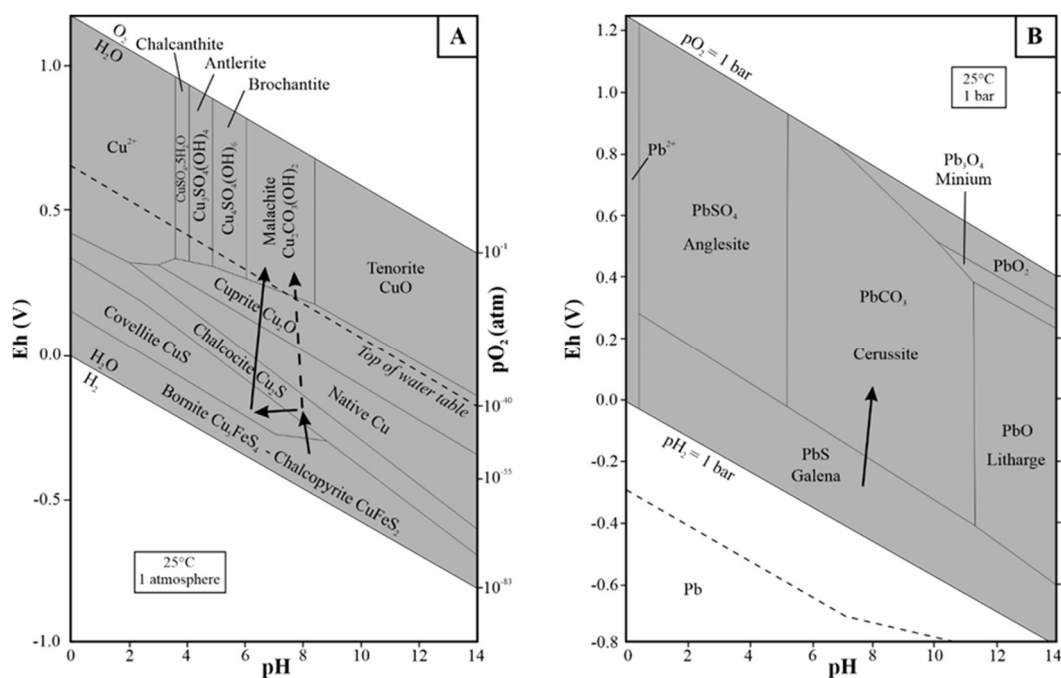 A
O₂
H₂O
Chalcanthite
Antlerite
Brochantite
Cu²⁺
CuSO₄.5H₂O
Cu₃SO₄(OH)₄
Cu₄SO₄(OH)₆
Malachite
Cu₂CO₃(OH)₂
Tenorite
CuO
Cuprite Cu₂O
Top of water table
Covellite CuS
Chalcocite Cu₂S
Native Cu
H₂O
H₂
Bornite Cu₅FeS₄ - Chalcopyrite CuFeS₂
25°C
1 atmosphere
1.0
0.5
0.0
-0.5
-1.0
Eh (V)
0 2 4 6 8 10 12 14
pH
10⁻¹
10⁻⁴⁰
10⁻⁵⁵
10⁻⁸³
pO₂ (atm)
B
pO₂ = 1 bar
25°C
1 bar
Pb²⁺
Pb₃O₄
Minium
PbSO₄
Anglesite
PbO₂
PbCO₃
Cerussite
PbO
Litharge
PbS
Galena
pH₂ = 1 bar
Pb
1.2
1.0
0.8
0.6
0.4
0.2
0.0
-0.2
-0.4
-0.6
-0.8
Eh (V)
0 2 4 6 8 10 12 14
pH